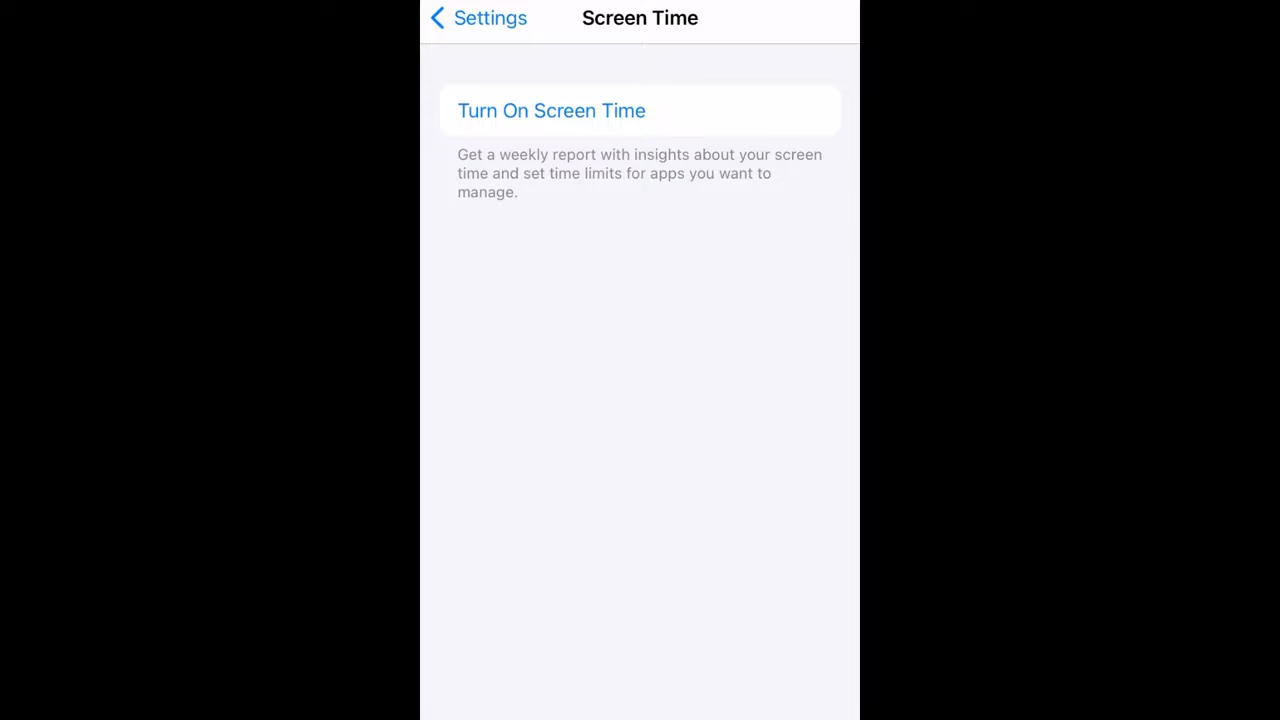 Settings
Screen Time
Turn On Screen Time
Get a weekly report with insights about your screen
time and set time limits for apps you want to
manage.